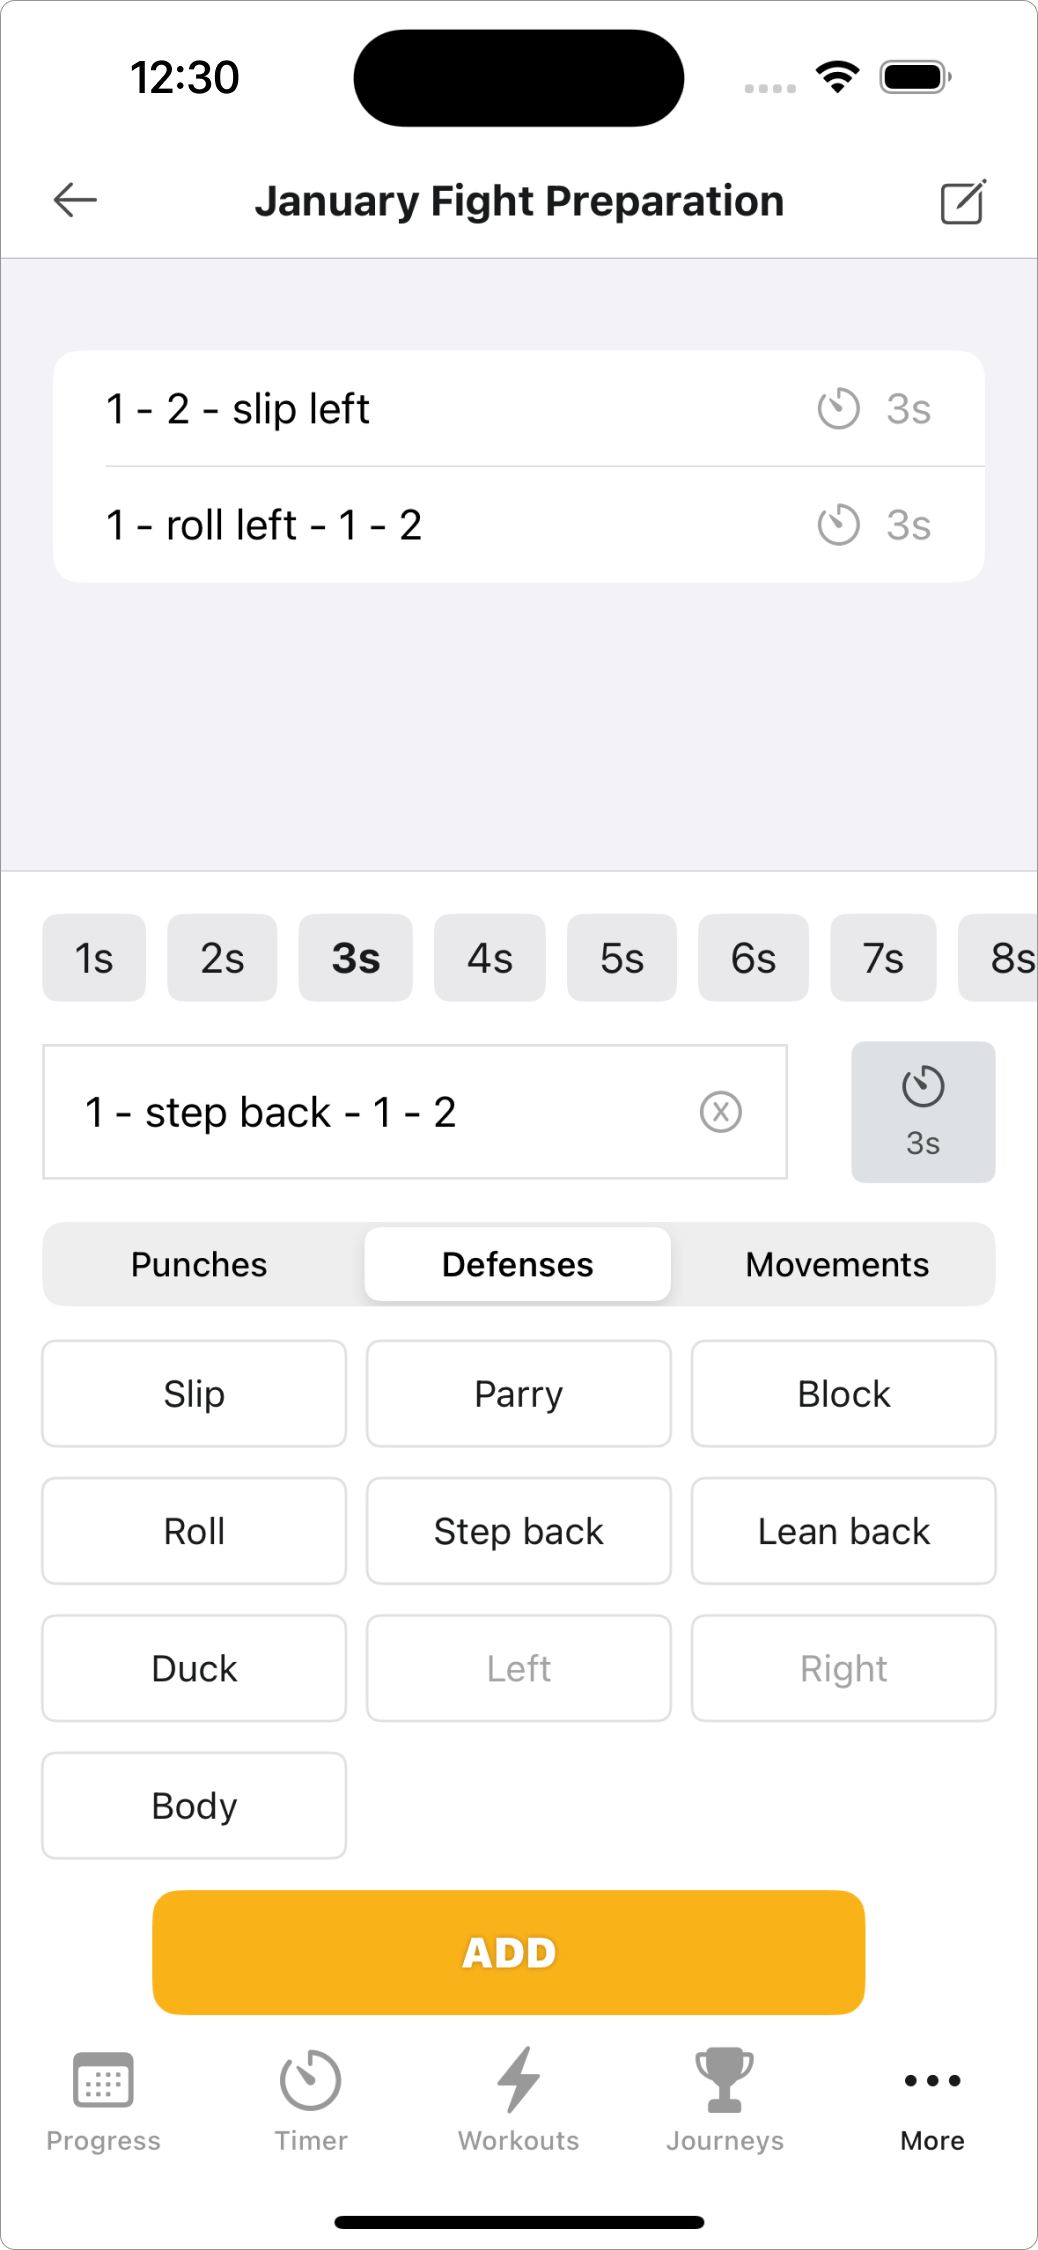 12:30
January Fight Preparation
1 - 2 - slip left 3s
1 - roll left - 1 - 2 3s
1s 2s 3s 4s 5s 6s 7s 8s
1 - step back - 1 - 2
3s
Punches Defenses Movements
Slip Parry Block
Roll Step back Lean back
Duck Left Right
Body
ADD
Progress Timer Workouts Journeys More